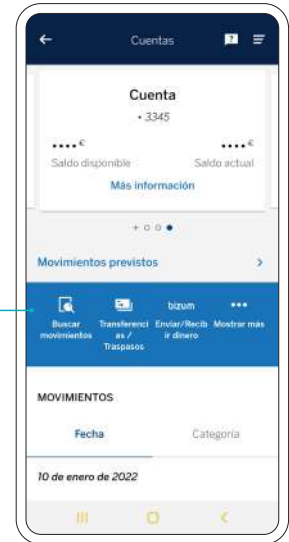 Cuentas
Cuenta
• 3345
•••• € •••• €
Saldo disponible Saldo actual
Más información
Movimientos previstos
bizum
Buscar Transferenci Enviar/Recib Mostrar más
movimientos as / ir dinero
Traspasos
MOVIMIENTOS
Fecha Categoría
10 de enero de 2022